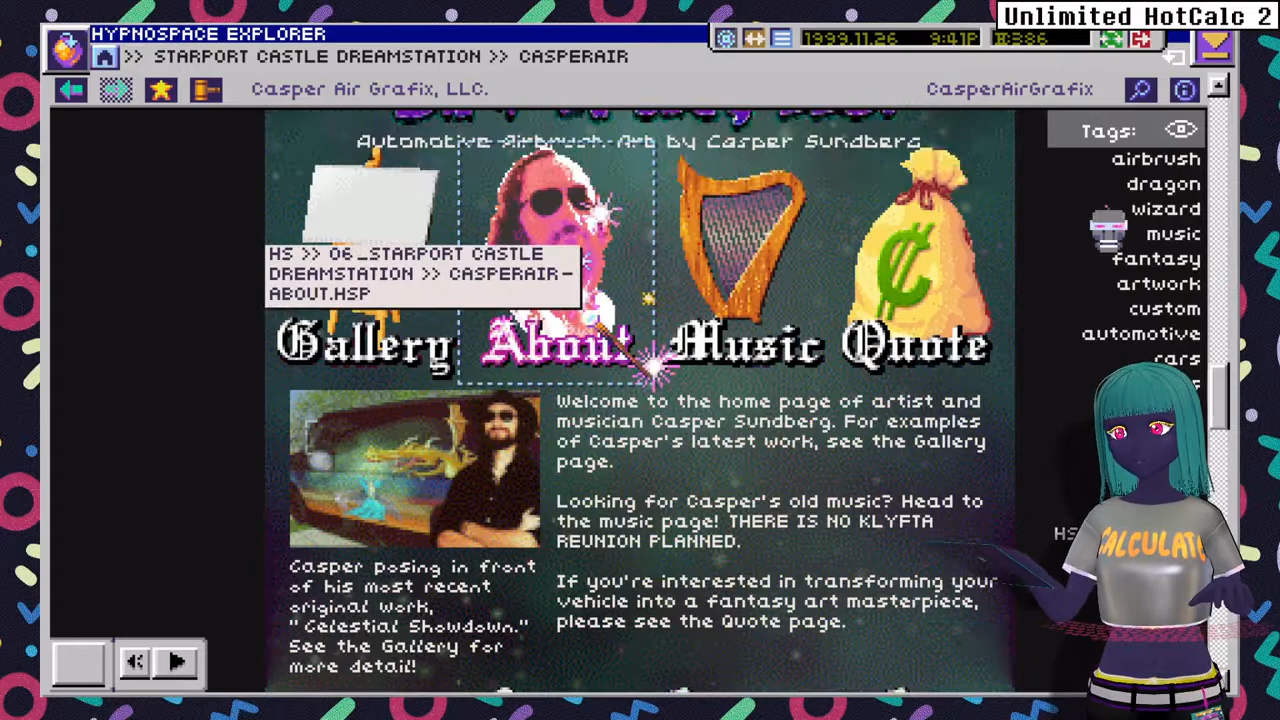 Unlimited HotCalc 2
HYPNOSPACE EXPLORER
1999.11.26 9:41P
386
>> STARPORT CASTLE DREAMSTATION >> CASPERAIR
Casper Air Grafix, LLC.
CasperAirGrafix
Automotive Airbrush Art by Casper Sundberg
Tags:
airbrush
dragon
wizard
music
fantasy
artwork
custom
automotive
cars
HS >> 06_STARPORT CASTLE
DREAMSTATION >> CASPERAIR-
ABOUT.HSP
Gallery About Music Quote
Welcome to the home page of artist and
musician Casper Sundberg. For examples
of Casper's latest work, see the Gallery
page.
Looking for Casper's old music? Head to
the music page! THERE IS NO KLYFTA
REUNION PLANNED.
If you're interested in transforming your
vehicle into a fantasy art masterpiece,
please see the Quote page.
Casper posing in front
of his most recent
original work,
"Celestial Showdown."
See the Gallery for
more detail!
HS
CALCULATE